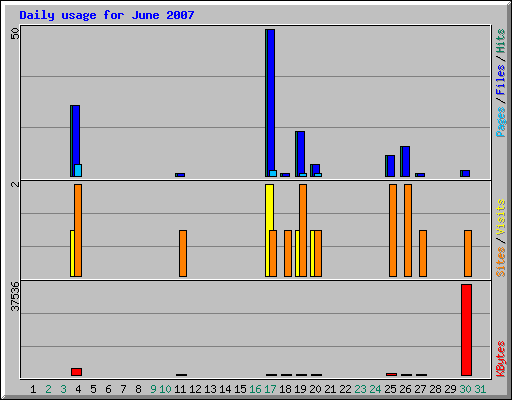 Daily usage for June 2007
50
Pages / Files / Hits
2
Sites / Visits
37536
KBytes
1 2 3 4 5 6 7 8 9 10 11 12 13 14 15 16 17 18 19 20 21 22 23 24 25 26 27 28 29 30 31